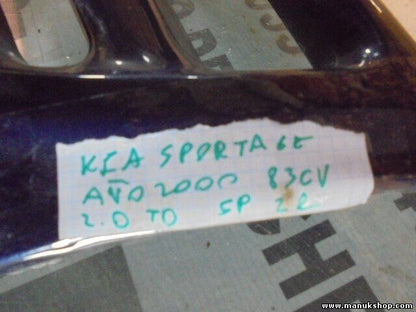 KIA SPORTAGE
AÑO 2000 83CV
2.0 TD 5P
www.manukshop.com